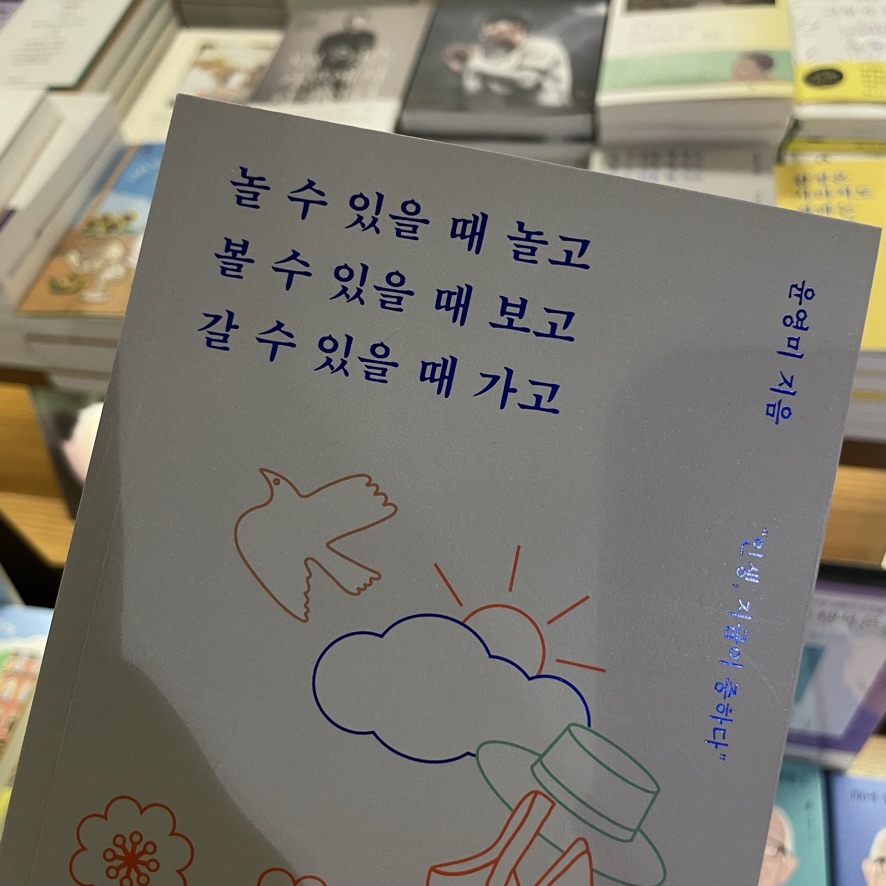 놀 수 있을 때 놀고
볼 수 있을 때 보고
갈 수 있을 때 가고
윤영미 지음
"인생, 지금이 중하다"